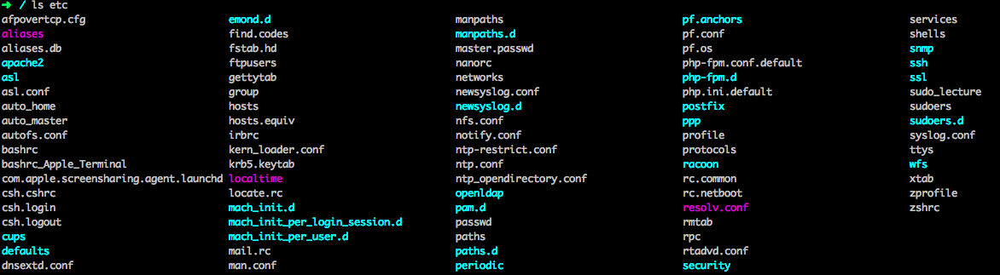 ➜ / ls etc
afpovertcp.cfg emond.d manpaths pf.anchors services
aliases find.codes manpaths.d pf.conf shells
aliases.db fstab.hd master.passwd pf.os snmp
apache2 ftpusers nanorc php-fpm.conf.default ssh
asl gettytab networks php-fpm.d ssl
asl.conf group newsyslog.conf php.ini.default sudo_lecture
auto_home hosts newsyslog.d postfix sudoers
auto_master hosts.equiv nfs.conf ppp sudoers.d
autofs.conf irbrc notify.conf profile syslog.conf
bashrc kern_loader.conf ntp-restrict.conf protocols ttys
bashrc_Apple_Terminal krb5.keytab ntp.conf racoon wfs
com.apple.screensharing.agent.launchd localtime ntp_opendirectory.conf rc.common xtab
csh.cshrc locate.rc openldap rc.netboot zprofile
csh.login mach_init.d pam.d resolv.conf zshrc
csh.logout mach_init_per_login_session.d passwd rmtab
cups mach_init_per_user.d paths rpc
defaults mail.rc paths.d rtadvd.conf
dnsextd.conf man.conf periodic security